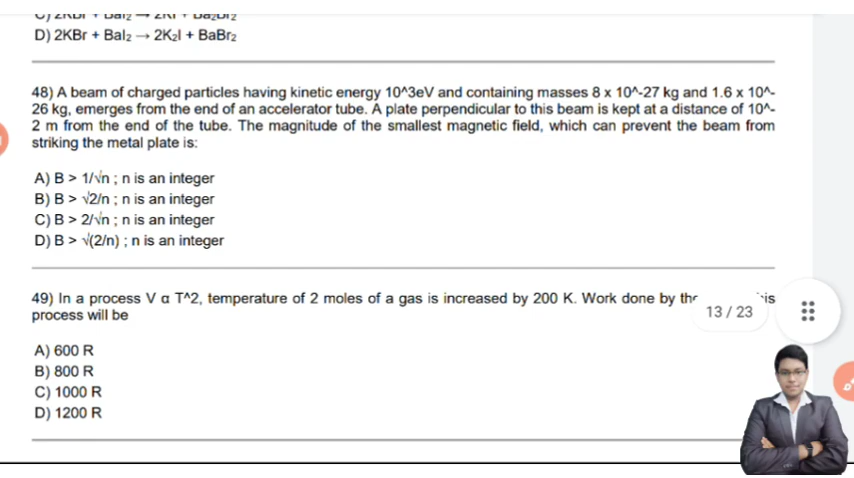 D) 2KBr + BaI₂ → 2K₂I + BaBr₂
48) A beam of charged particles having kinetic energy 10^3eV and containing masses 8 x 10^-27 kg and 1.6 x 10^-
26 kg, emerges from the end of an accelerator tube. A plate perpendicular to this beam is kept at a distance of 10^-
2 m from the end of the tube. The magnitude of the smallest magnetic field, which can prevent the beam from
striking the metal plate is:
A) B > 1/√n ; n is an integer
B) B > √2/n ; n is an integer
C) B > 2/√n ; n is an integer
D) B > √(2/n) ; n is an integer
49) In a process V α T^2, temperature of 2 moles of a gas is increased by 200 K. Work done by
process will be
13 / 23
A) 600 R
B) 800 R
C) 1000 R
D) 1200 R